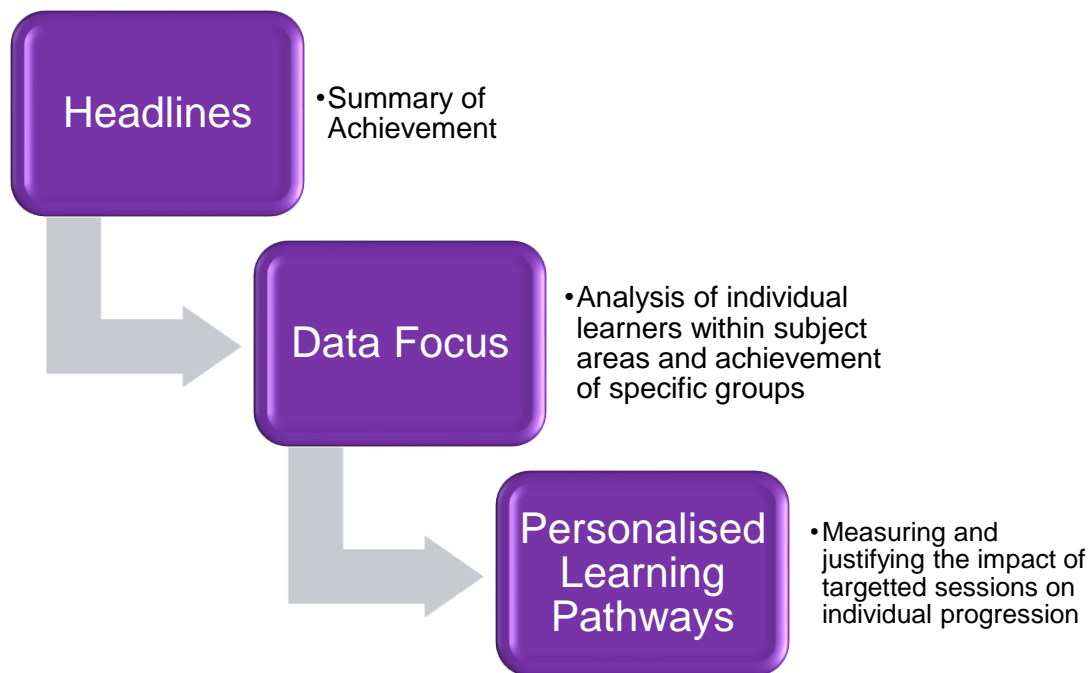 Headlines
•Summary of
Achievement
Data Focus
•Analysis of individual
learners within subject
areas and achievement
of specific groups
Personalised
Learning
Pathways
•Measuring and
justifying the impact of
targetted sessions on
individual progression